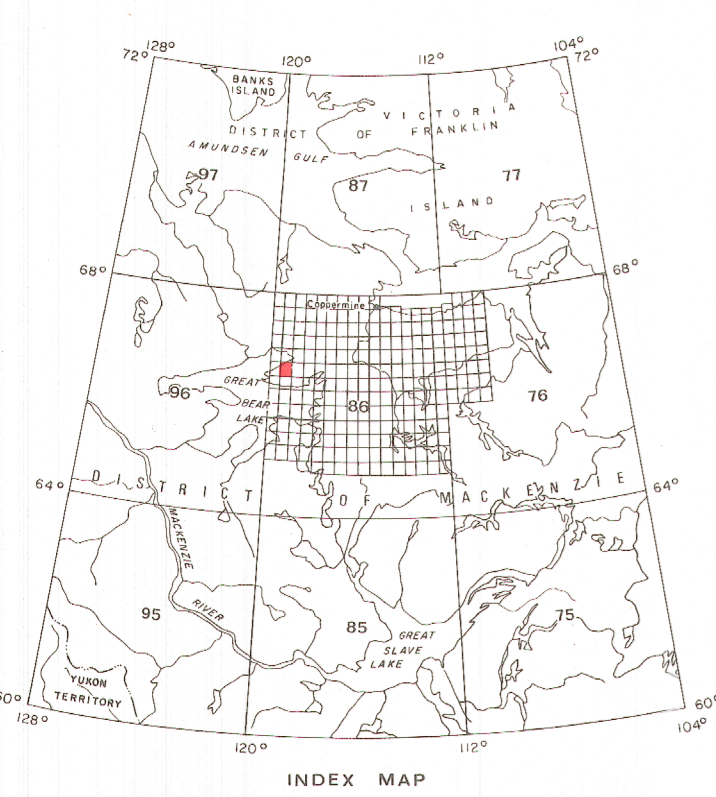 128° 120° 112° 104°
72° 72°
BANKS
ISLAND
VICTORIA
DISTRICT OF FRANKLIN
AMUNDSEN GULF
97 87 77
ISLAND
68° 68°
Coppermine
GREAT
96 86 76
BEAR
LAKE
DISTRICT OF MACKENZIE
64° 64°
MACKENZIE
RIVER
95 85 75
GREAT
SLAVE
LAKE
YUKON
TERRITORY
60° 60°
128° 104°
120° 112°
INDEX MAP